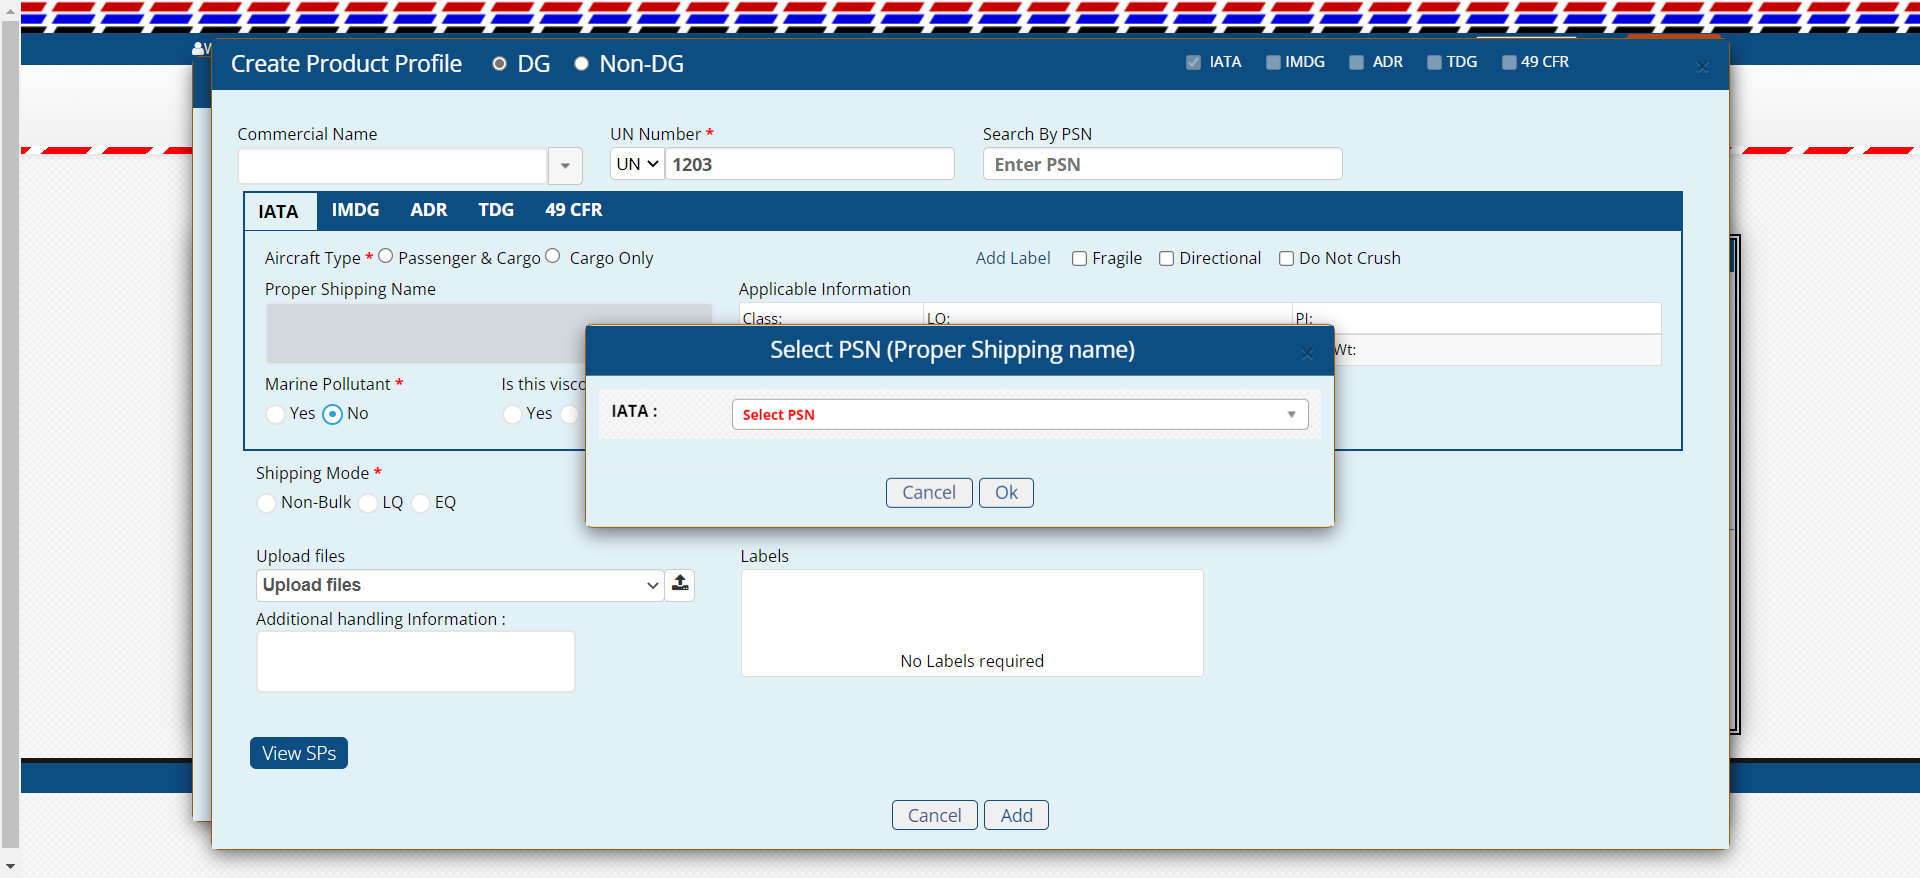 W
Create Product Profile DG Non-DG IATA IMDG ADR TDG 49 CFR
Commercial Name UN Number * Search By PSN
UN 1203 Enter PSN
IATA IMDG ADR TDG 49 CFR
Aircraft Type * Passenger & Cargo Cargo Only Add Label Fragile Directional Do Not Crush
Proper Shipping Name Applicable Information
Class: LQ: PI:
Wt:
Select PSN (Proper Shipping name)
Marine Pollutant * Is this visco
Yes No Yes
IATA :
Select PSN
Cancel Ok
Shipping Mode *
Non-Bulk LQ EQ
Upload files Labels
Upload files
Additional handling Information :
No Labels required
View SPs
Cancel Add